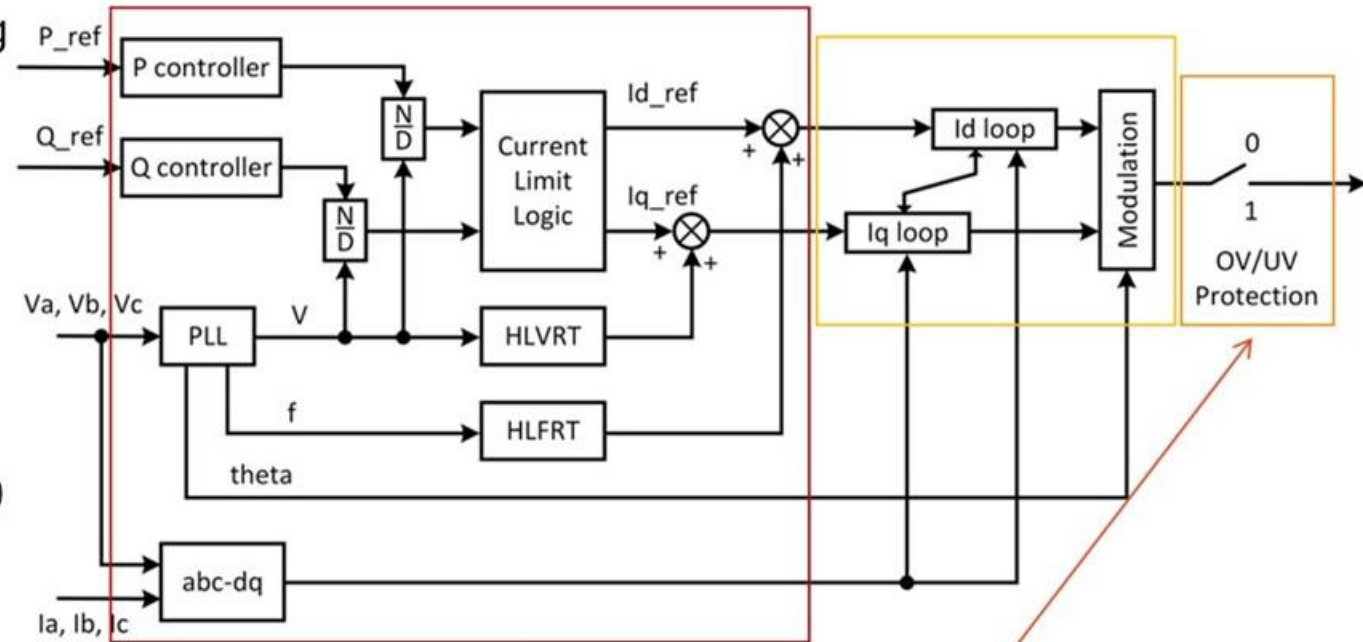 g
P_ref
P controller
Q_ref
Q controller
N
D
N
D
Current
Limit
Logic
Id_ref
+
+
Iq_ref
+
+
Id loop
Iq loop
Modulation
0
1
OV/UV
Protection
Va, Vb, Vc
PLL
V
HLVRT
f
HLFRT
theta
)
abc-dq
Ia, Ib, Ic